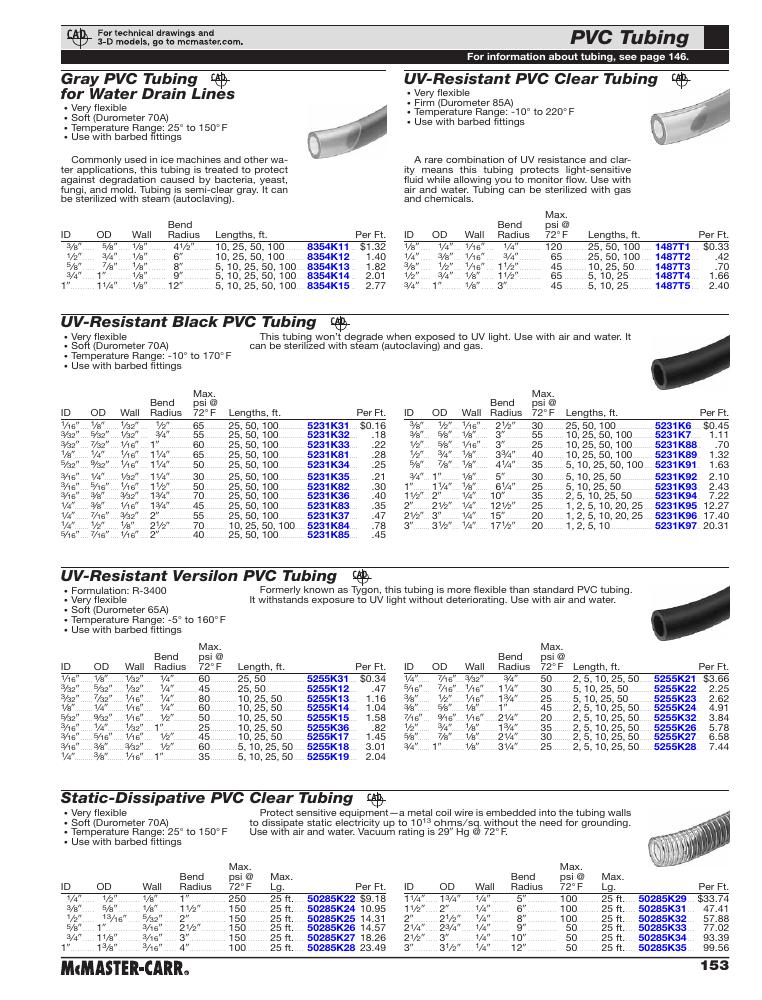 CAD
For technical drawings and
3-D models, go to mcmaster.com.
PVC Tubing
For information about tubing, see page 146.
Gray PVC Tubing CAD
for Water Drain Lines
• Very flexible
• Soft (Durometer 70A)
• Temperature Range: 25° to 150° F
• Use with barbed fittings
Commonly used in ice machines and other wa-
ter applications, this tubing is treated to protect
against degradation caused by bacteria, yeast,
fungi, and mold. Tubing is semi-clear gray. It can
be sterilized with steam (autoclaving).
Bend
ID OD Wall Radius Lengths, ft. Per Ft.
3/8" 5/8" 1/8" 4 1/2" 10, 25, 50, 100 8354K11 $1.32
1/2" 3/4" 1/8" 6" 10, 25, 50, 100 8354K12 1.40
5/8" 7/8" 1/8" 8" 5, 10, 25, 50, 100 8354K13 1.82
3/4" 1" 1/8" 9" 5, 10, 25, 50, 100 8354K14 2.01
1" 1 1/4" 1/8" 12" 5, 10, 25, 50, 100 8354K15 2.77
UV-Resistant PVC Clear Tubing CAD
• Very flexible
• Firm (Durometer 85A)
• Temperature Range: -10° to 220° F
• Use with barbed fittings
A rare combination of UV resistance and clar-
ity means this tubing protects light-sensitive
fluid while allowing you to monitor flow. Use with
air and water. Tubing can be sterilized with gas
and chemicals.
Max.
Bend psi @
ID OD Wall Radius 72° F Lengths, ft. Per Ft.
1/8" 1/4" 1/16" 1/4" 120 25, 50, 100 1487T1 $0.33
1/4" 3/8" 1/16" 3/4" 65 25, 50, 100 1487T2 .42
3/8" 1/2" 1/16" 1 1/2" 45 10, 25, 50 1487T3 .70
1/2" 3/4" 1/8" 1 1/2" 65 5, 10, 25 1487T4 1.66
3/4" 1" 1/8" 3" 45 5, 10, 25 1487T5 2.40
UV-Resistant Black PVC Tubing CAD
• Very flexible
• Soft (Durometer 70A)
• Temperature Range: -10° to 170° F
• Use with barbed fittings
This tubing won't degrade when exposed to UV light. Use with air and water. It
can be sterilized with steam (autoclaving) and gas.
Max.
Bend psi @
ID OD Wall Radius 72° F Lengths, ft. Per Ft.
1/16" 1/8" 1/32" 1/2" 65 25, 50, 100 5231K31 $0.16
3/32" 5/32" 1/32" 3/4" 55 25, 50, 100 5231K32 .18
3/32" 7/32" 1/16" 1" 60 25, 50, 100 5231K33 .22
1/8" 1/4" 1/16" 1 1/4" 65 25, 50, 100 5231K81 .28
5/32" 9/32" 1/16" 1 1/4" 50 25, 50, 100 5231K34 .25
3/16" 1/4" 1/32" 1 1/4" 30 25, 50, 100 5231K35 .21
3/16" 5/16" 1/16" 1 1/2" 50 25, 50, 100 5231K82 .30
3/16" 3/8" 3/32" 1 3/4" 70 25, 50, 100 5231K36 .40
1/4" 3/8" 1/16" 1 3/4" 45 25, 50, 100 5231K83 .35
1/4" 7/16" 3/32" 2" 55 25, 50, 100 5231K37 .47
1/4" 1/2" 1/8" 2 1/2" 70 10, 25, 50, 100 5231K84 .78
5/16" 7/16" 1/16" 2" 40 25, 50, 100 5231K85 .45
Max.
Bend psi @
ID OD Wall Radius 72° F Lengths, ft. Per Ft.
3/8" 1/2" 1/16" 2 1/2" 30 25, 50, 100 5231K6 $0.45
3/8" 5/8" 1/8" 3" 55 10, 25, 50, 100 5231K7 1.11
1/2" 5/8" 1/16" 3" 25 10, 25, 50, 100 5231K88 .70
1/2" 3/4" 1/8" 3 3/4" 40 10, 25, 50, 100 5231K89 1.32
5/8" 7/8" 1/8" 4 1/4" 35 5, 10, 25, 50, 100 5231K91 1.63
3/4" 1" 1/8" 5" 30 5, 10, 25, 50 5231K92 2.10
1" 1 1/4" 1/8" 6 1/4" 25 5, 10, 25, 50 5231K93 2.43
1 1/2" 2" 1/4" 10" 35 2, 5, 10, 25, 50 5231K94 7.22
2" 2 1/2" 1/4" 12 1/2" 25 1, 2, 5, 10, 20, 25 5231K95 12.27
2 1/2" 3" 1/4" 15" 20 1, 2, 5, 10, 20, 25 5231K96 17.40
3" 3 1/2" 1/4" 17 1/2" 20 1, 2, 5, 10 5231K97 20.31
UV-Resistant Versilon PVC Tubing CAD
• Formulation: R-3400
• Very flexible
• Soft (Durometer 65A)
• Temperature Range: -5° to 160° F
• Use with barbed fittings
Formerly known as Tygon, this tubing is more flexible than standard PVC tubing.
It withstands exposure to UV light without deteriorating. Use with air and water.
Max.
Bend psi @
ID OD Wall Radius 72° F Length, ft. Per Ft.
1/16" 1/8" 1/32" 1/4" 60 25, 50 5255K31 $0.34
3/32" 5/32" 1/32" 1/4" 45 25, 50 5255K12 .47
3/32" 7/32" 1/16" 1/4" 80 10, 25, 50 5255K13 1.16
1/8" 1/4" 1/16" 1/4" 60 10, 25, 50 5255K14 1.04
5/32" 9/32" 1/16" 1/2" 50 10, 25, 50 5255K15 1.58
3/16" 1/4" 1/32" 1" 25 10, 25, 50 5255K36 .82
3/16" 5/16" 1/16" 1/2" 45 10, 25, 50 5255K17 1.45
3/16" 3/8" 3/32" 1/2" 60 5, 10, 25, 50 5255K18 3.01
1/4" 3/8" 1/16" 1" 35 5, 10, 25, 50 5255K19 2.04
Max.
Bend psi @
ID OD Wall Radius 72° F Length, ft. Per Ft.
1/4" 7/16" 3/32" 3/4" 50 2, 5, 10, 25, 50 5255K21 $3.66
5/16" 7/16" 1/16" 1 1/4" 30 5, 10, 25, 50 5255K22 2.25
3/8" 1/2" 1/16" 1 3/4" 25 5, 10, 25, 50 5255K23 2.62
3/8" 5/8" 1/8" 1" 45 2, 5, 10, 25, 50 5255K24 4.91
7/16" 9/16" 1/16" 2 1/4" 20 2, 5, 10, 25, 50 5255K32 3.84
1/2" 3/4" 1/8" 1 3/4" 35 2, 5, 10, 25, 50 5255K26 5.78
5/8" 7/8" 1/8" 2 1/4" 30 2, 5, 10, 25, 50 5255K27 6.58
3/4" 1" 1/8" 3 1/4" 25 2, 5, 10, 25, 50 5255K28 7.44
Static-Dissipative PVC Clear Tubing CAD
• Very flexible
• Soft (Durometer 70A)
• Temperature Range: 25° to 150° F
• Use with barbed fittings
Protect sensitive equipment—a metal coil wire is embedded into the tubing walls
to dissipate static electricity up to 10¹³ ohms/sq. without the need for grounding.
Use with air and water. Vacuum rating is 29" Hg @ 72° F.
Max.
Bend psi @ Max.
ID OD Wall Radius 72° F Lg. Per Ft.
1/4" 1/2" 1/8" 1" 250 25 ft. 50285K22 $9.18
3/8" 5/8" 1/8" 1 1/2" 150 25 ft. 50285K24 10.95
1/2" 13/16" 5/32" 2" 150 25 ft. 50285K25 14.31
5/8" 1" 3/16" 2 1/2" 150 25 ft. 50285K26 14.57
3/4" 1 1/8" 3/16" 3" 150 25 ft. 50285K27 18.26
1" 1 3/8" 3/16" 4" 100 25 ft. 50285K28 23.49
Max.
Bend psi @ Max.
ID OD Wall Radius 72° F Lg. Per Ft.
1 1/4" 1 3/4" 1/4" 5" 100 25 ft. 50285K29 $33.74
1 1/2" 2" 1/4" 6" 100 25 ft. 50285K31 47.41
2" 2 1/2" 1/4" 8" 100 25 ft. 50285K32 57.88
2 1/4" 2 3/4" 1/4" 9" 50 25 ft. 50285K33 77.02
2 1/2" 3" 1/4" 10" 50 25 ft. 50285K34 93.39
3" 3 1/2" 1/4" 12" 50 25 ft. 50285K35 99.56
McMASTER-CARR®
153